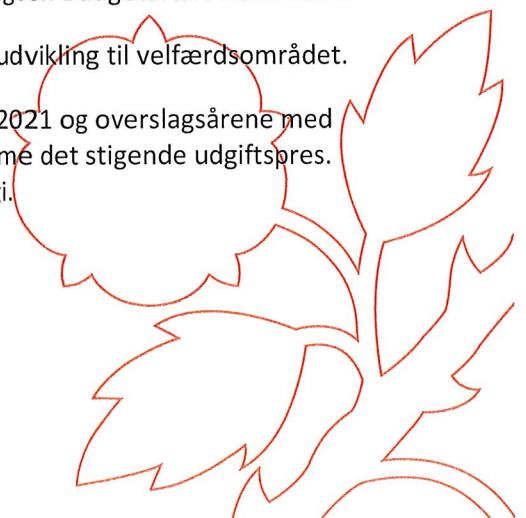 udvikling til velfærdsområdet.
2021 og overslagsårene med
me det stigende udgiftspres.
i.